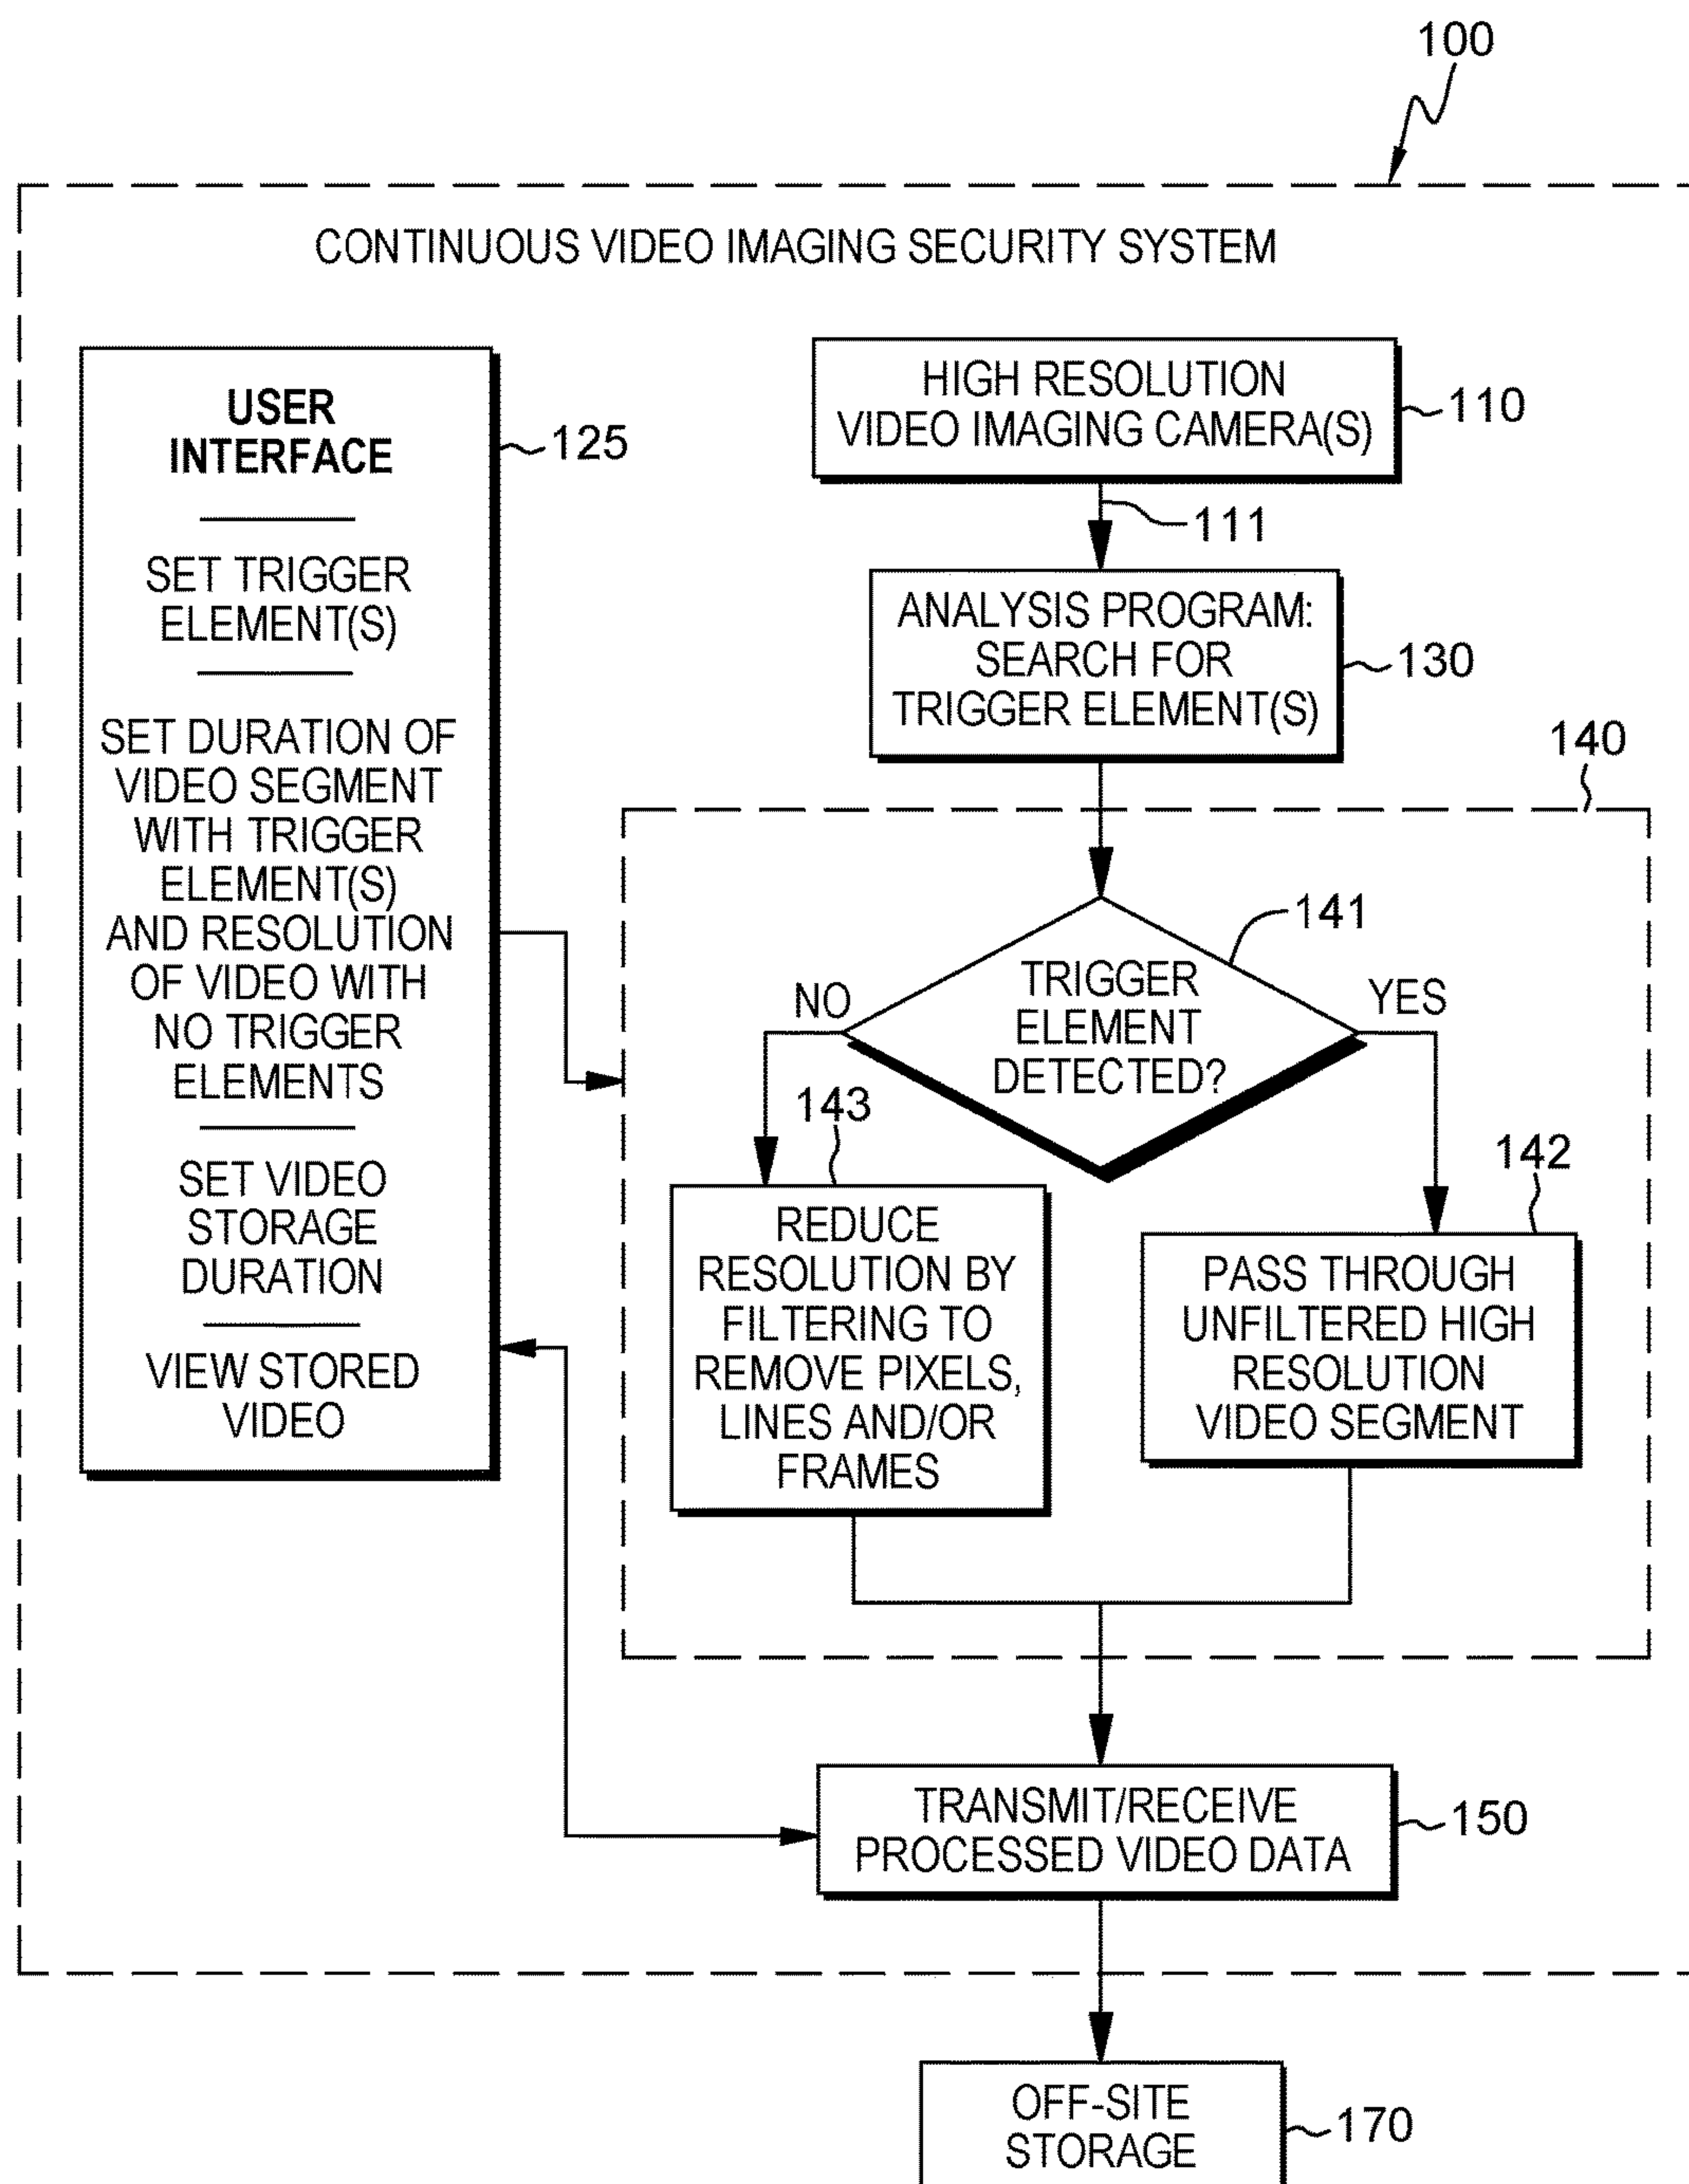 100
CONTINUOUS VIDEO IMAGING SECURITY SYSTEM
USER
INTERFACE
125
SET TRIGGER
ELEMENT(S)
SET DURATION OF
VIDEO SEGMENT
WITH TRIGGER
ELEMENT(S)
AND RESOLUTION
OF VIDEO WITH
NO TRIGGER
ELEMENTS
SET VIDEO
STORAGE
DURATION
VIEW STORED
VIDEO
HIGH RESOLUTION
VIDEO IMAGING CAMERA(S)
110
111
ANALYSIS PROGRAM:
SEARCH FOR
TRIGGER ELEMENT(S)
130
140
141
TRIGGER
ELEMENT
DETECTED?
NO
YES
143
REDUCE
RESOLUTION BY
FILTERING TO
REMOVE PIXELS,
LINES AND/OR
FRAMES
142
PASS THROUGH
UNFILTERED HIGH
RESOLUTION
VIDEO SEGMENT
TRANSMIT/RECEIVE
PROCESSED VIDEO DATA
150
OFF-SITE
STORAGE
170